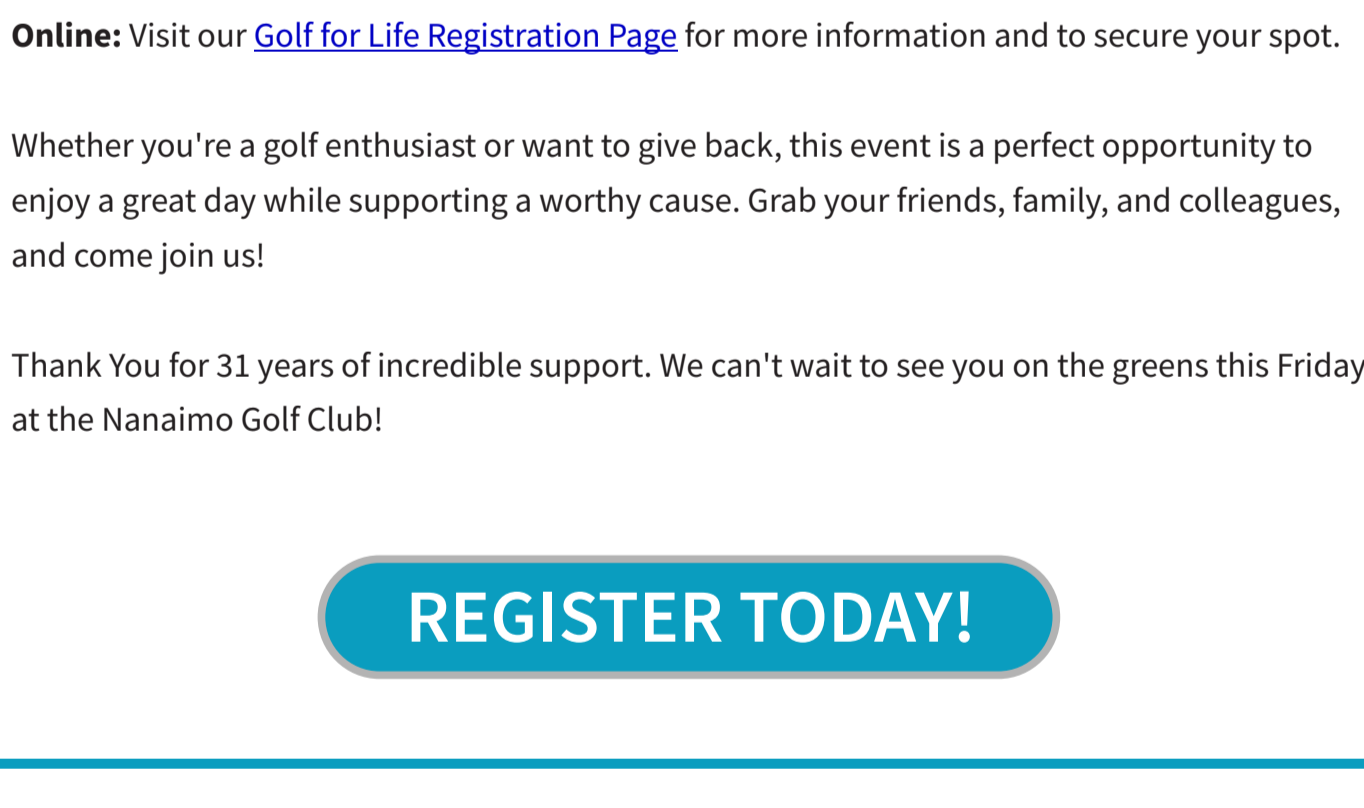 Online: Visit our Golf for Life Registration Page for more information and to secure your spot.
Whether you're a golf enthusiast or want to give back, this event is a perfect opportunity to
enjoy a great day while supporting a worthy cause. Grab your friends, family, and colleagues,
and come join us!
Thank You for 31 years of incredible support. We can't wait to see you on the greens this Friday
at the Nanaimo Golf Club!
REGISTER TODAY!